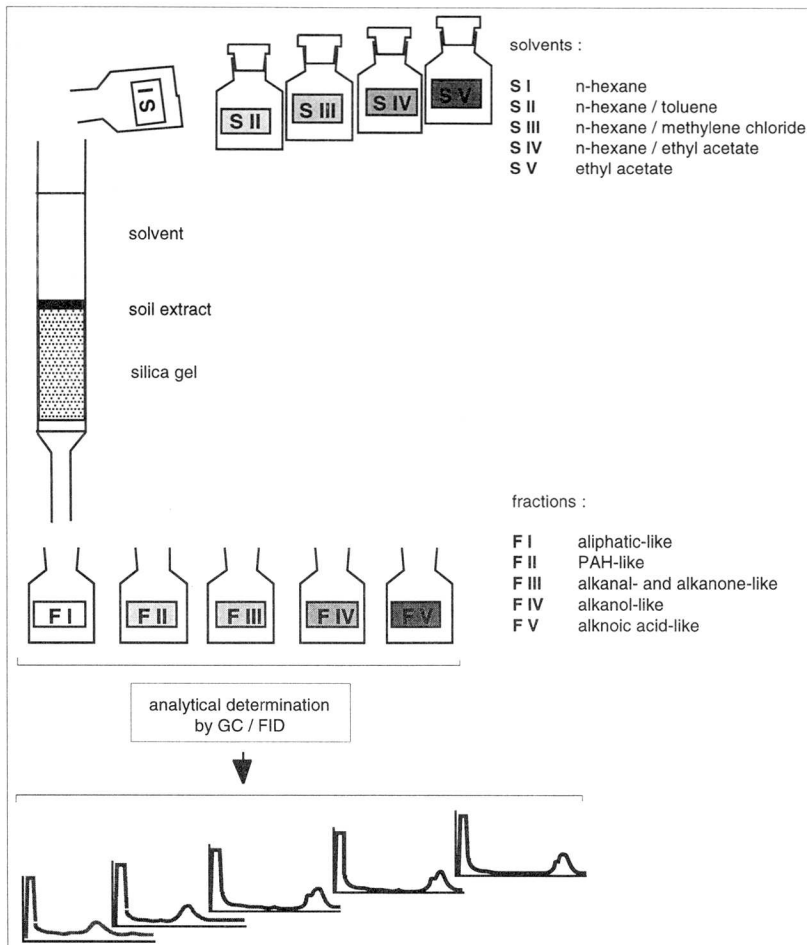 solvents :
S I
S II
S III
S IV
S V
S I n-hexane
S II n-hexane / toluene
S III n-hexane / methylene chloride
S IV n-hexane / ethyl acetate
S V ethyl acetate
solvent
soil extract
silica gel
fractions :
F I aliphatic-like
F II PAH-like
F III alkanal- and alkanone-like
F IV alkanol-like
F V alknoic acid-like
F I
F II
F III
F IV
F V
analytical determination
by GC / FID